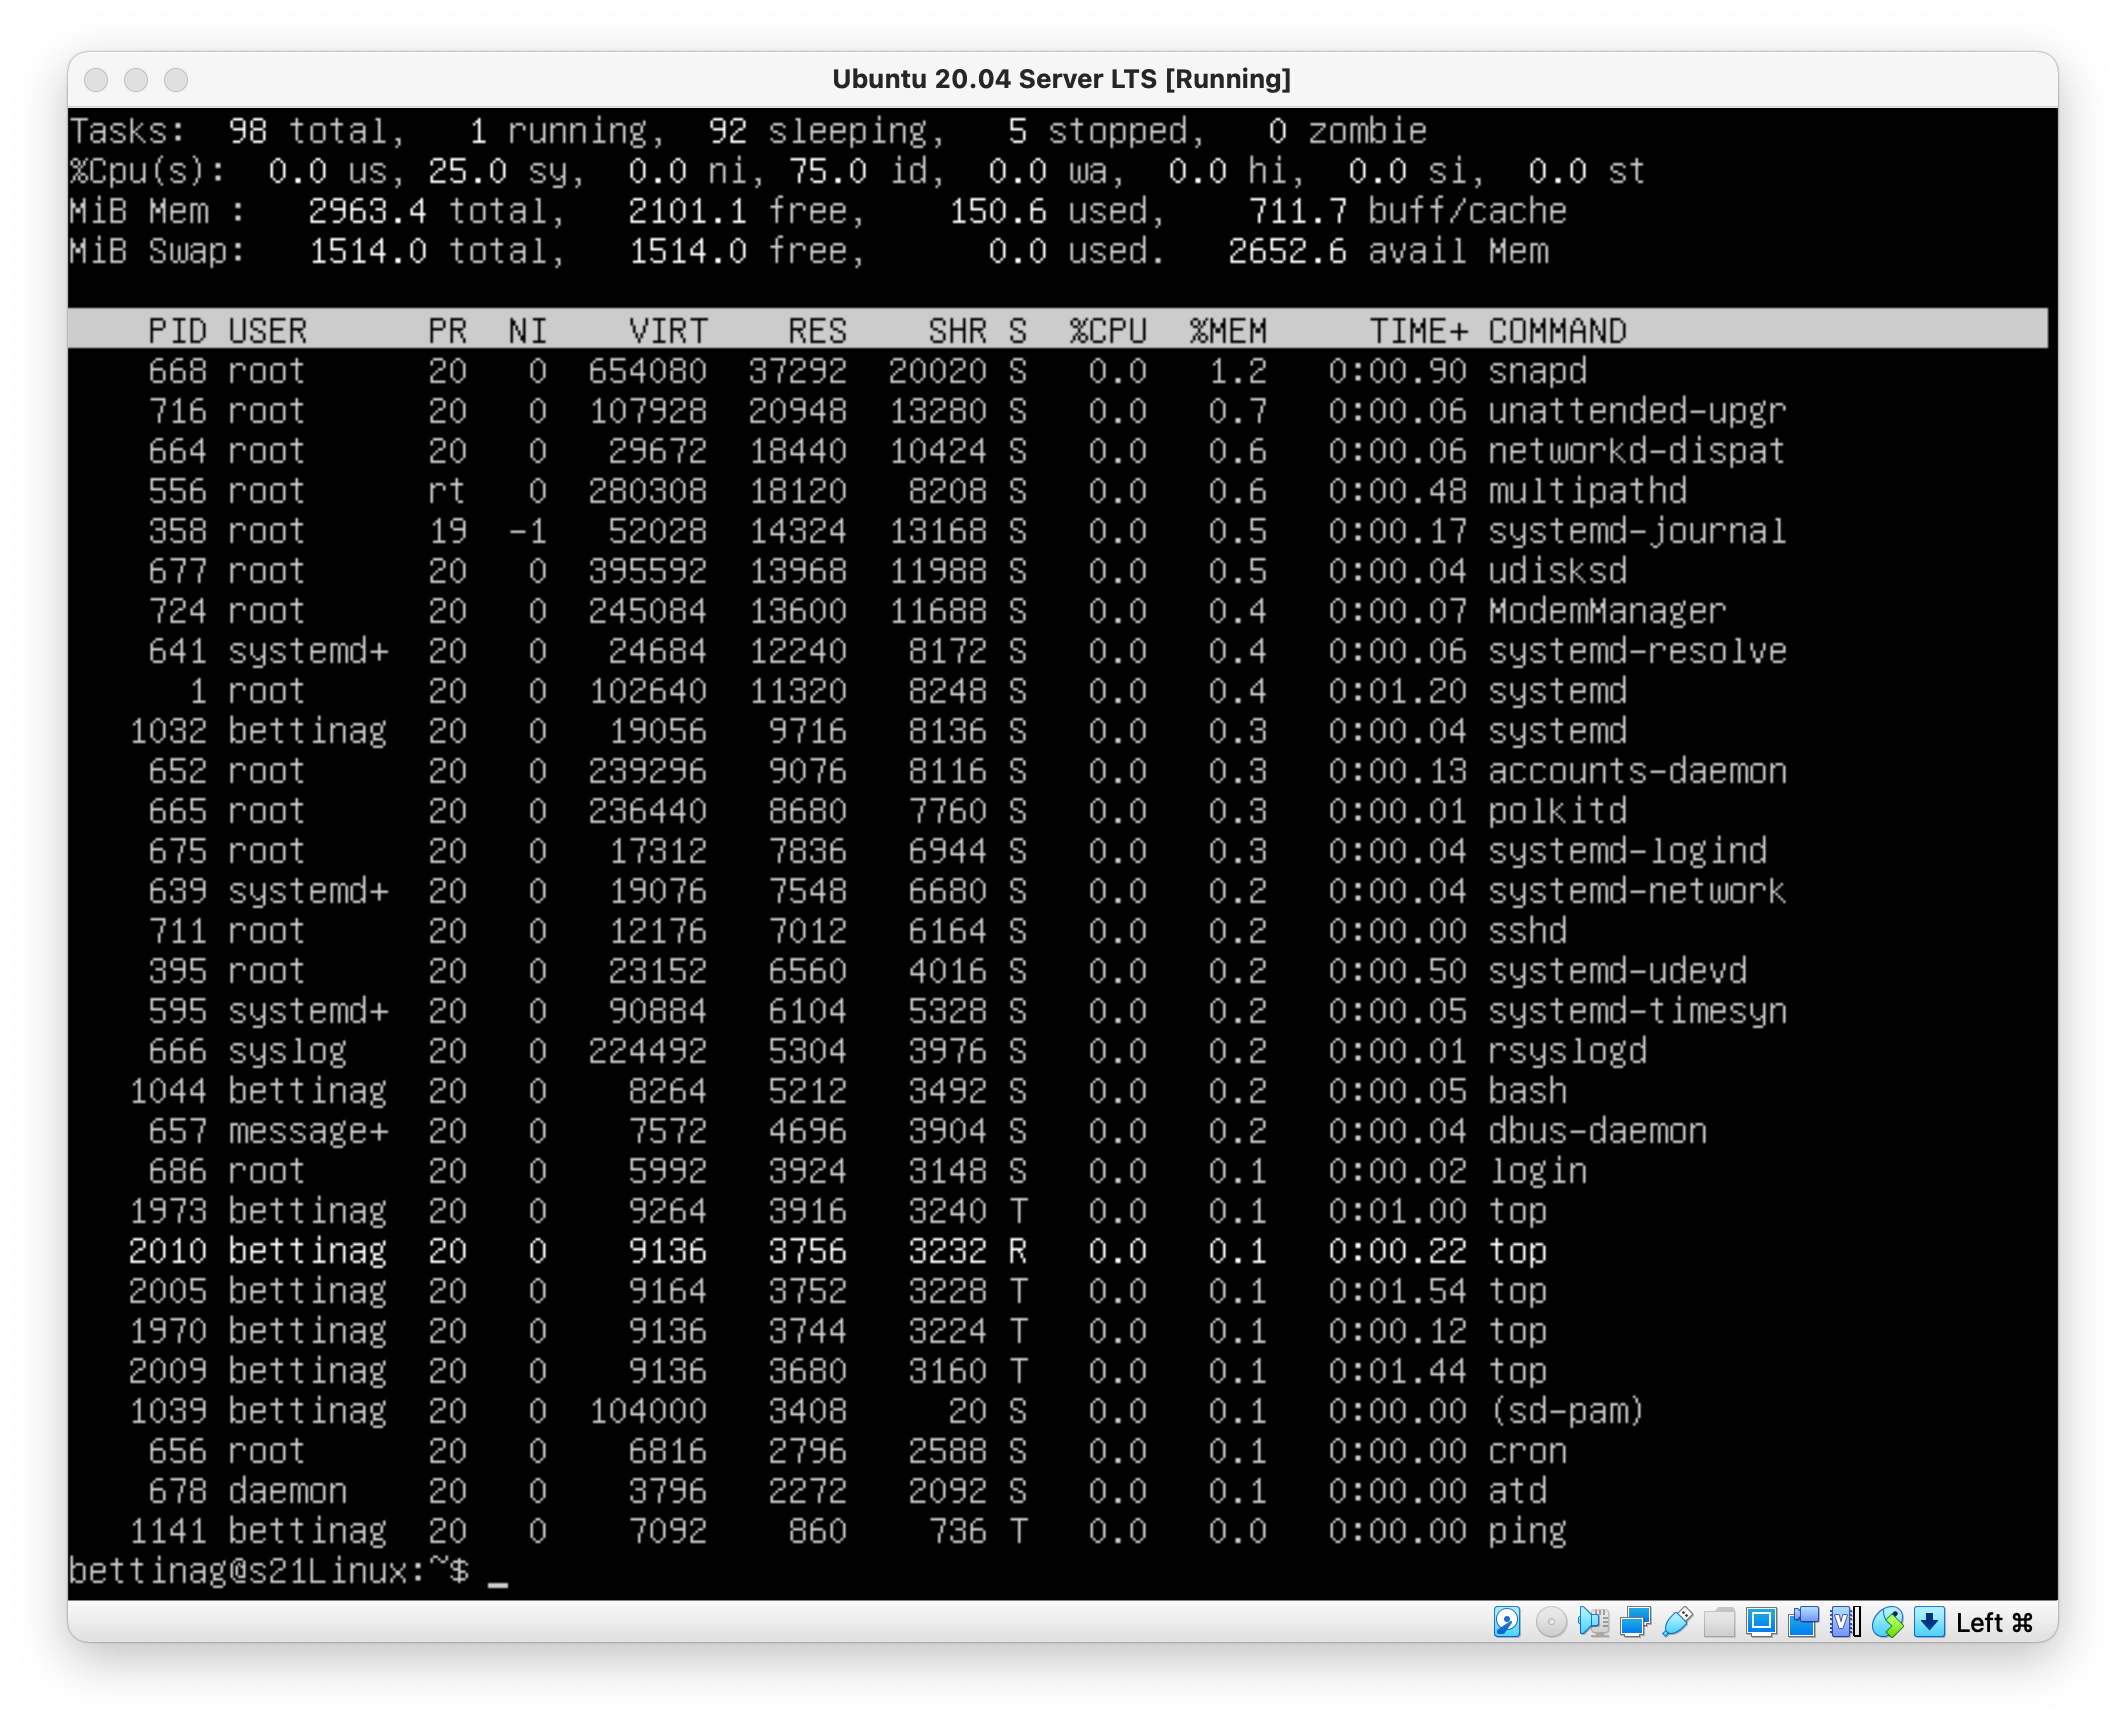 Ubuntu 20.04 Server LTS [Running]
Tasks:  98 total,   1 running,  92 sleeping,   5 stopped,   0 zombie
%Cpu(s):  0.0 us, 25.0 sy,  0.0 ni, 75.0 id,  0.0 wa,  0.0 hi,  0.0 si,  0.0 st
MiB Mem :   2963.4 total,   2101.1 free,    150.6 used,    711.7 buff/cache
MiB Swap:   1514.0 total,   1514.0 free,      0.0 used.   2652.6 avail Mem
PID USER      PR  NI    VIRT    RES    SHR S  %CPU  %MEM     TIME+ COMMAND
668 root      20   0  654080  37292  20020 S   0.0   1.2   0:00.90 snapd
716 root      20   0  107928  20948  13280 S   0.0   0.7   0:00.06 unattended-upgr
664 root      20   0   29672  18440  10424 S   0.0   0.6   0:00.06 networkd-dispat
556 root      rt   0  280308  18120   8208 S   0.0   0.6   0:00.48 multipathd
358 root      19  -1   52028  14324  13168 S   0.0   0.5   0:00.17 systemd-journal
677 root      20   0  395592  13968  11988 S   0.0   0.5   0:00.04 udisksd
724 root      20   0  245084  13600  11688 S   0.0   0.4   0:00.07 ModemManager
641 systemd+  20   0   24684  12240   8172 S   0.0   0.4   0:00.06 systemd-resolve
1 root      20   0  102640  11320   8248 S   0.0   0.4   0:01.20 systemd
1032 bettinag  20   0   19056   9716   8136 S   0.0   0.3   0:00.04 systemd
652 root      20   0  239296   9076   8116 S   0.0   0.3   0:00.13 accounts-daemon
665 root      20   0  236440   8680   7760 S   0.0   0.3   0:00.01 polkitd
675 root      20   0   17312   7836   6944 S   0.0   0.3   0:00.04 systemd-logind
639 systemd+  20   0   19076   7548   6680 S   0.0   0.2   0:00.04 systemd-network
711 root      20   0   12176   7012   6164 S   0.0   0.2   0:00.00 sshd
395 root      20   0   23152   6560   4016 S   0.0   0.2   0:00.50 systemd-udevd
595 systemd+  20   0   90884   6104   5328 S   0.0   0.2   0:00.05 systemd-timesyn
666 syslog    20   0  224492   5304   3976 S   0.0   0.2   0:00.01 rsyslogd
1044 bettinag  20   0    8264   5212   3492 S   0.0   0.2   0:00.05 bash
657 message+  20   0    7572   4696   3904 S   0.0   0.2   0:00.04 dbus-daemon
686 root      20   0    5992   3924   3148 S   0.0   0.1   0:00.02 login
1973 bettinag  20   0    9264   3916   3240 T   0.0   0.1   0:01.00 top
2010 bettinag  20   0    9136   3756   3232 R   0.0   0.1   0:00.22 top
2005 bettinag  20   0    9164   3752   3228 T   0.0   0.1   0:01.54 top
1970 bettinag  20   0    9136   3744   3224 T   0.0   0.1   0:00.12 top
2009 bettinag  20   0    9136   3680   3160 T   0.0   0.1   0:01.44 top
1039 bettinag  20   0  104000   3408     20 S   0.0   0.1   0:00.00 (sd-pam)
656 root      20   0    6816   2796   2588 S   0.0   0.1   0:00.00 cron
678 daemon    20   0    3796   2272   2092 S   0.0   0.1   0:00.00 atd
1141 bettinag  20   0    7092    860    736 T   0.0   0.0   0:00.00 ping
bettinag@s21Linux:~$ _
Left ⌘